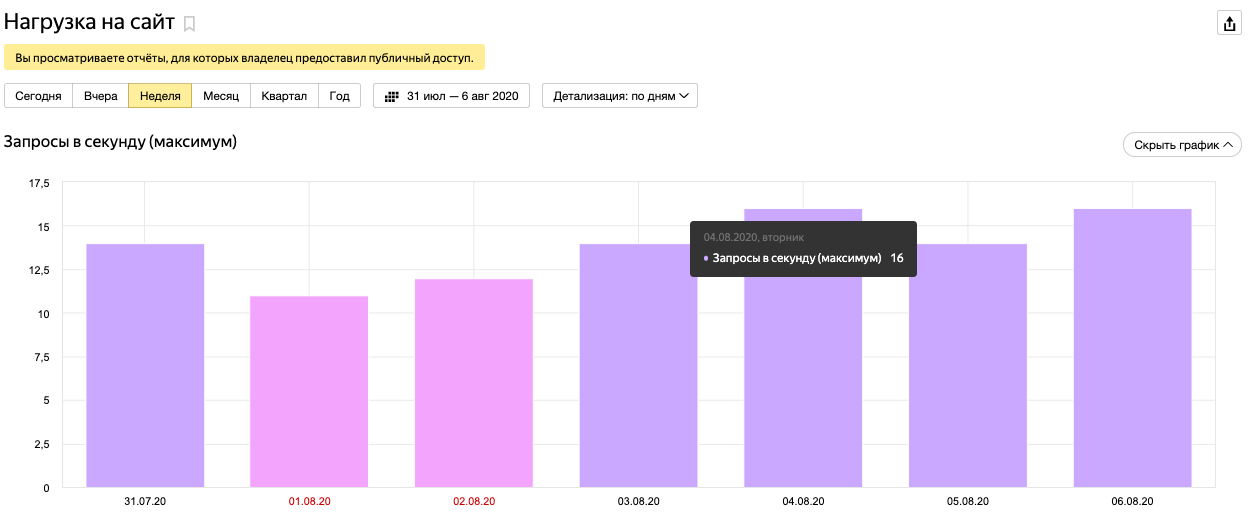 Нагрузка на сайт
Вы просматриваете отчёты, для которых владелец предоставил публичный доступ.
Сегодня Вчера Неделя Месяц Квартал Год 31 июл — 6 авг 2020 Детализация: по дням
Запросы в секунду (максимум)
Скрыть график
17,5
15
12,5
10
7,5
5
2,5
0
04.08.2020, вторник
Запросы в секунду (максимум) 16
31.07.20 01.08.20 02.08.20 03.08.20 04.08.20 05.08.20 06.08.20